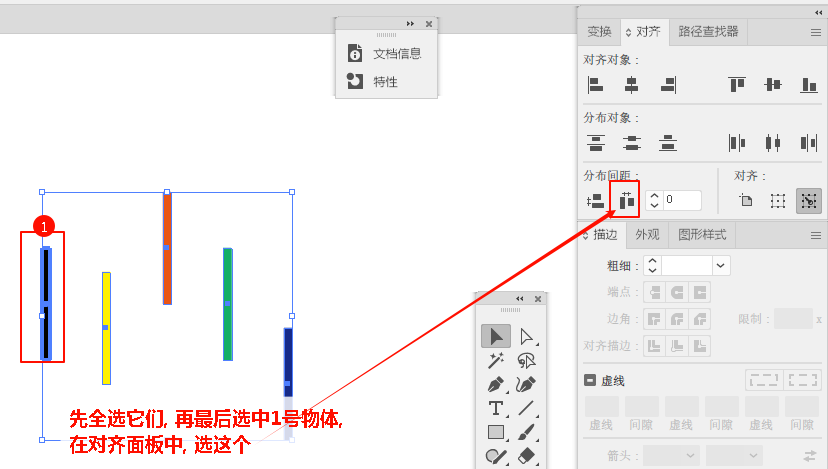 文档信息
特性
变换
对齐
路径查找器
对齐对象：
分布对象：
分布间距：
对齐：
0
描边
外观
图形样式
粗细：
端点：
边角：
限制：
x
对齐描边：
虚线
虚线
间隙
虚线
间隙
虚线
间隙
箭头：
1
先全选它们, 再最后选中1号物体,
在对齐面板中, 选这个